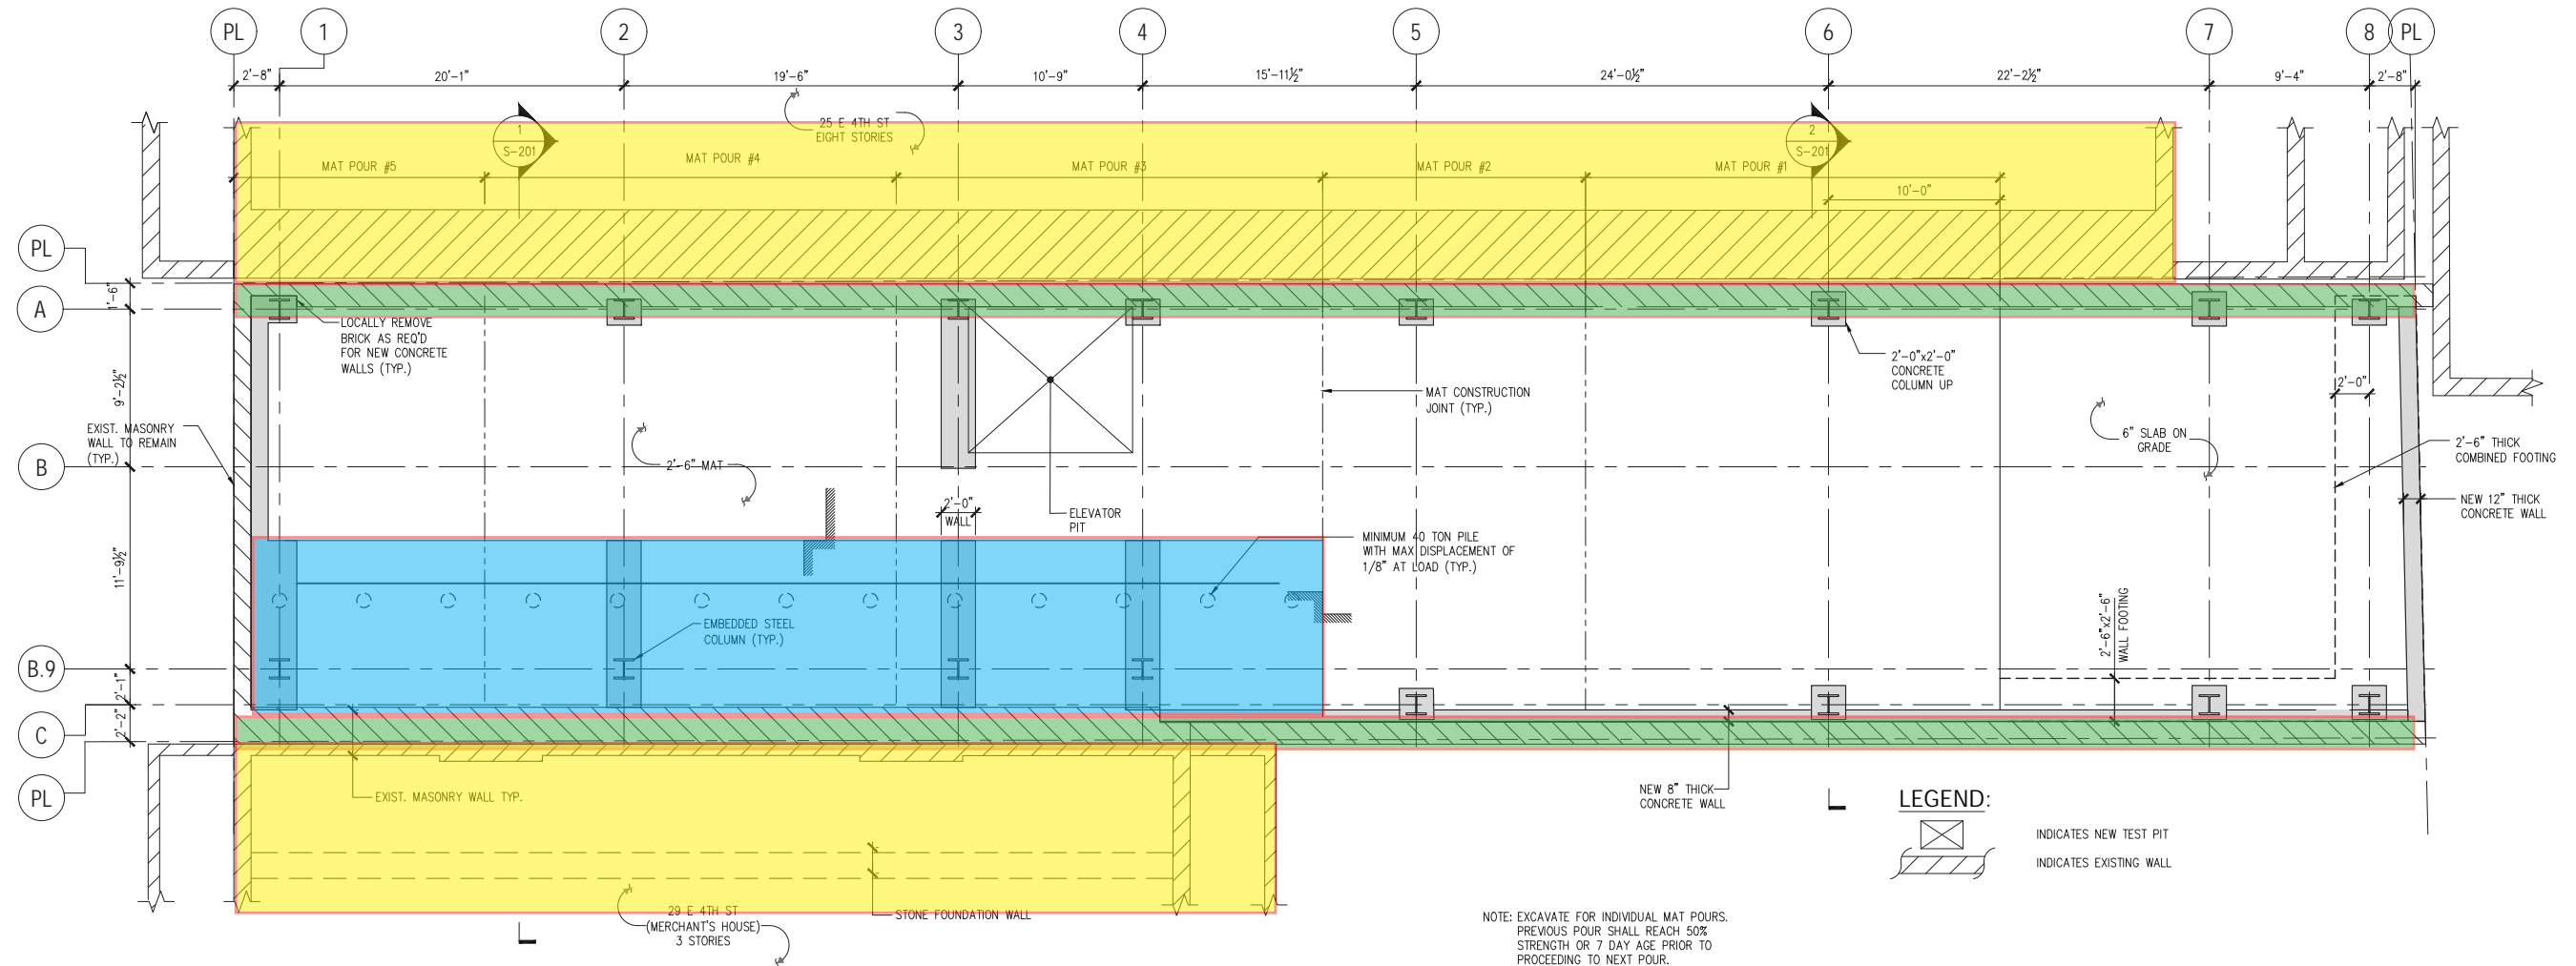 PL
1
2
3
4
5
6
7
8
PL
2'-8"
20'-1"
19'-6"
10'-9"
15'-11½"
24'-0½"
22'-2½"
9'-4"
2'-8"
25 E 4TH ST
EIGHT STORIES
1
S-201
2
S-201
MAT POUR #5
MAT POUR #4
MAT POUR #3
MAT POUR #2
MAT POUR #1
10'-0"
PL
A
1'-6"
LOCALLY REMOVE
BRICK AS REQ'D
FOR NEW CONCRETE
WALLS (TYP.)
2'-0"x2'-0"
CONCRETE
COLUMN UP
9'-2½"
MAT CONSTRUCTION
JOINT (TYP.)
2'-0"
EXIST. MASONRY
WALL TO REMAIN
(TYP.)
6" SLAB ON
GRADE
2'-6" THICK
COMBINED FOOTING
B
2'-6" MAT
2'-0"
WALL
ELEVATOR
PIT
NEW 12" THICK
CONCRETE WALL
MINIMUM 40 TON PILE
WITH MAX DISPLACEMENT OF
1/8" AT LOAD (TYP.)
11'-9½"
EMBEDDED STEEL
COLUMN (TYP.)
2'-6"x2'-6"
WALL FOOTING
B.9
2'-1"
C
2'-2"
PL
EXIST. MASONRY WALL TYP.
NEW 8" THICK
CONCRETE WALL
LEGEND:
INDICATES NEW TEST PIT
INDICATES EXISTING WALL
29 E 4TH ST
(MERCHANT'S HOUSE)
3 STORIES
STONE FOUNDATION WALL
NOTE: EXCAVATE FOR INDIVIDUAL MAT POURS.
PREVIOUS POUR SHALL REACH 50%
STRENGTH OR 7 DAY AGE PRIOR TO
PROCEEDING TO NEXT POUR.